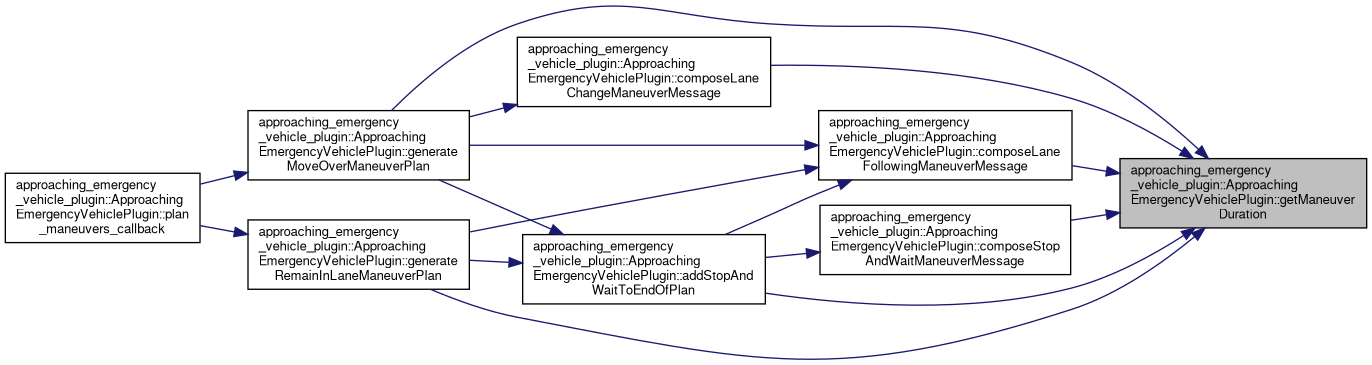 approaching_emergency
_vehicle_plugin::Approaching
EmergencyVehiclePlugin::plan
_maneuvers_callback
approaching_emergency
_vehicle_plugin::Approaching
EmergencyVehiclePlugin::generate
MoveOverManeuverPlan
approaching_emergency
_vehicle_plugin::Approaching
EmergencyVehiclePlugin::generate
RemainInLaneManeuverPlan
approaching_emergency
_vehicle_plugin::Approaching
EmergencyVehiclePlugin::composeLane
ChangeManeuverMessage
approaching_emergency
_vehicle_plugin::Approaching
EmergencyVehiclePlugin::addStopAnd
WaitToEndOfPlan
approaching_emergency
_vehicle_plugin::Approaching
EmergencyVehiclePlugin::composeLane
FollowingManeuverMessage
approaching_emergency
_vehicle_plugin::Approaching
EmergencyVehiclePlugin::composeStop
AndWaitManeuverMessage
approaching_emergency
_vehicle_plugin::Approaching
EmergencyVehiclePlugin::getManeuver
Duration